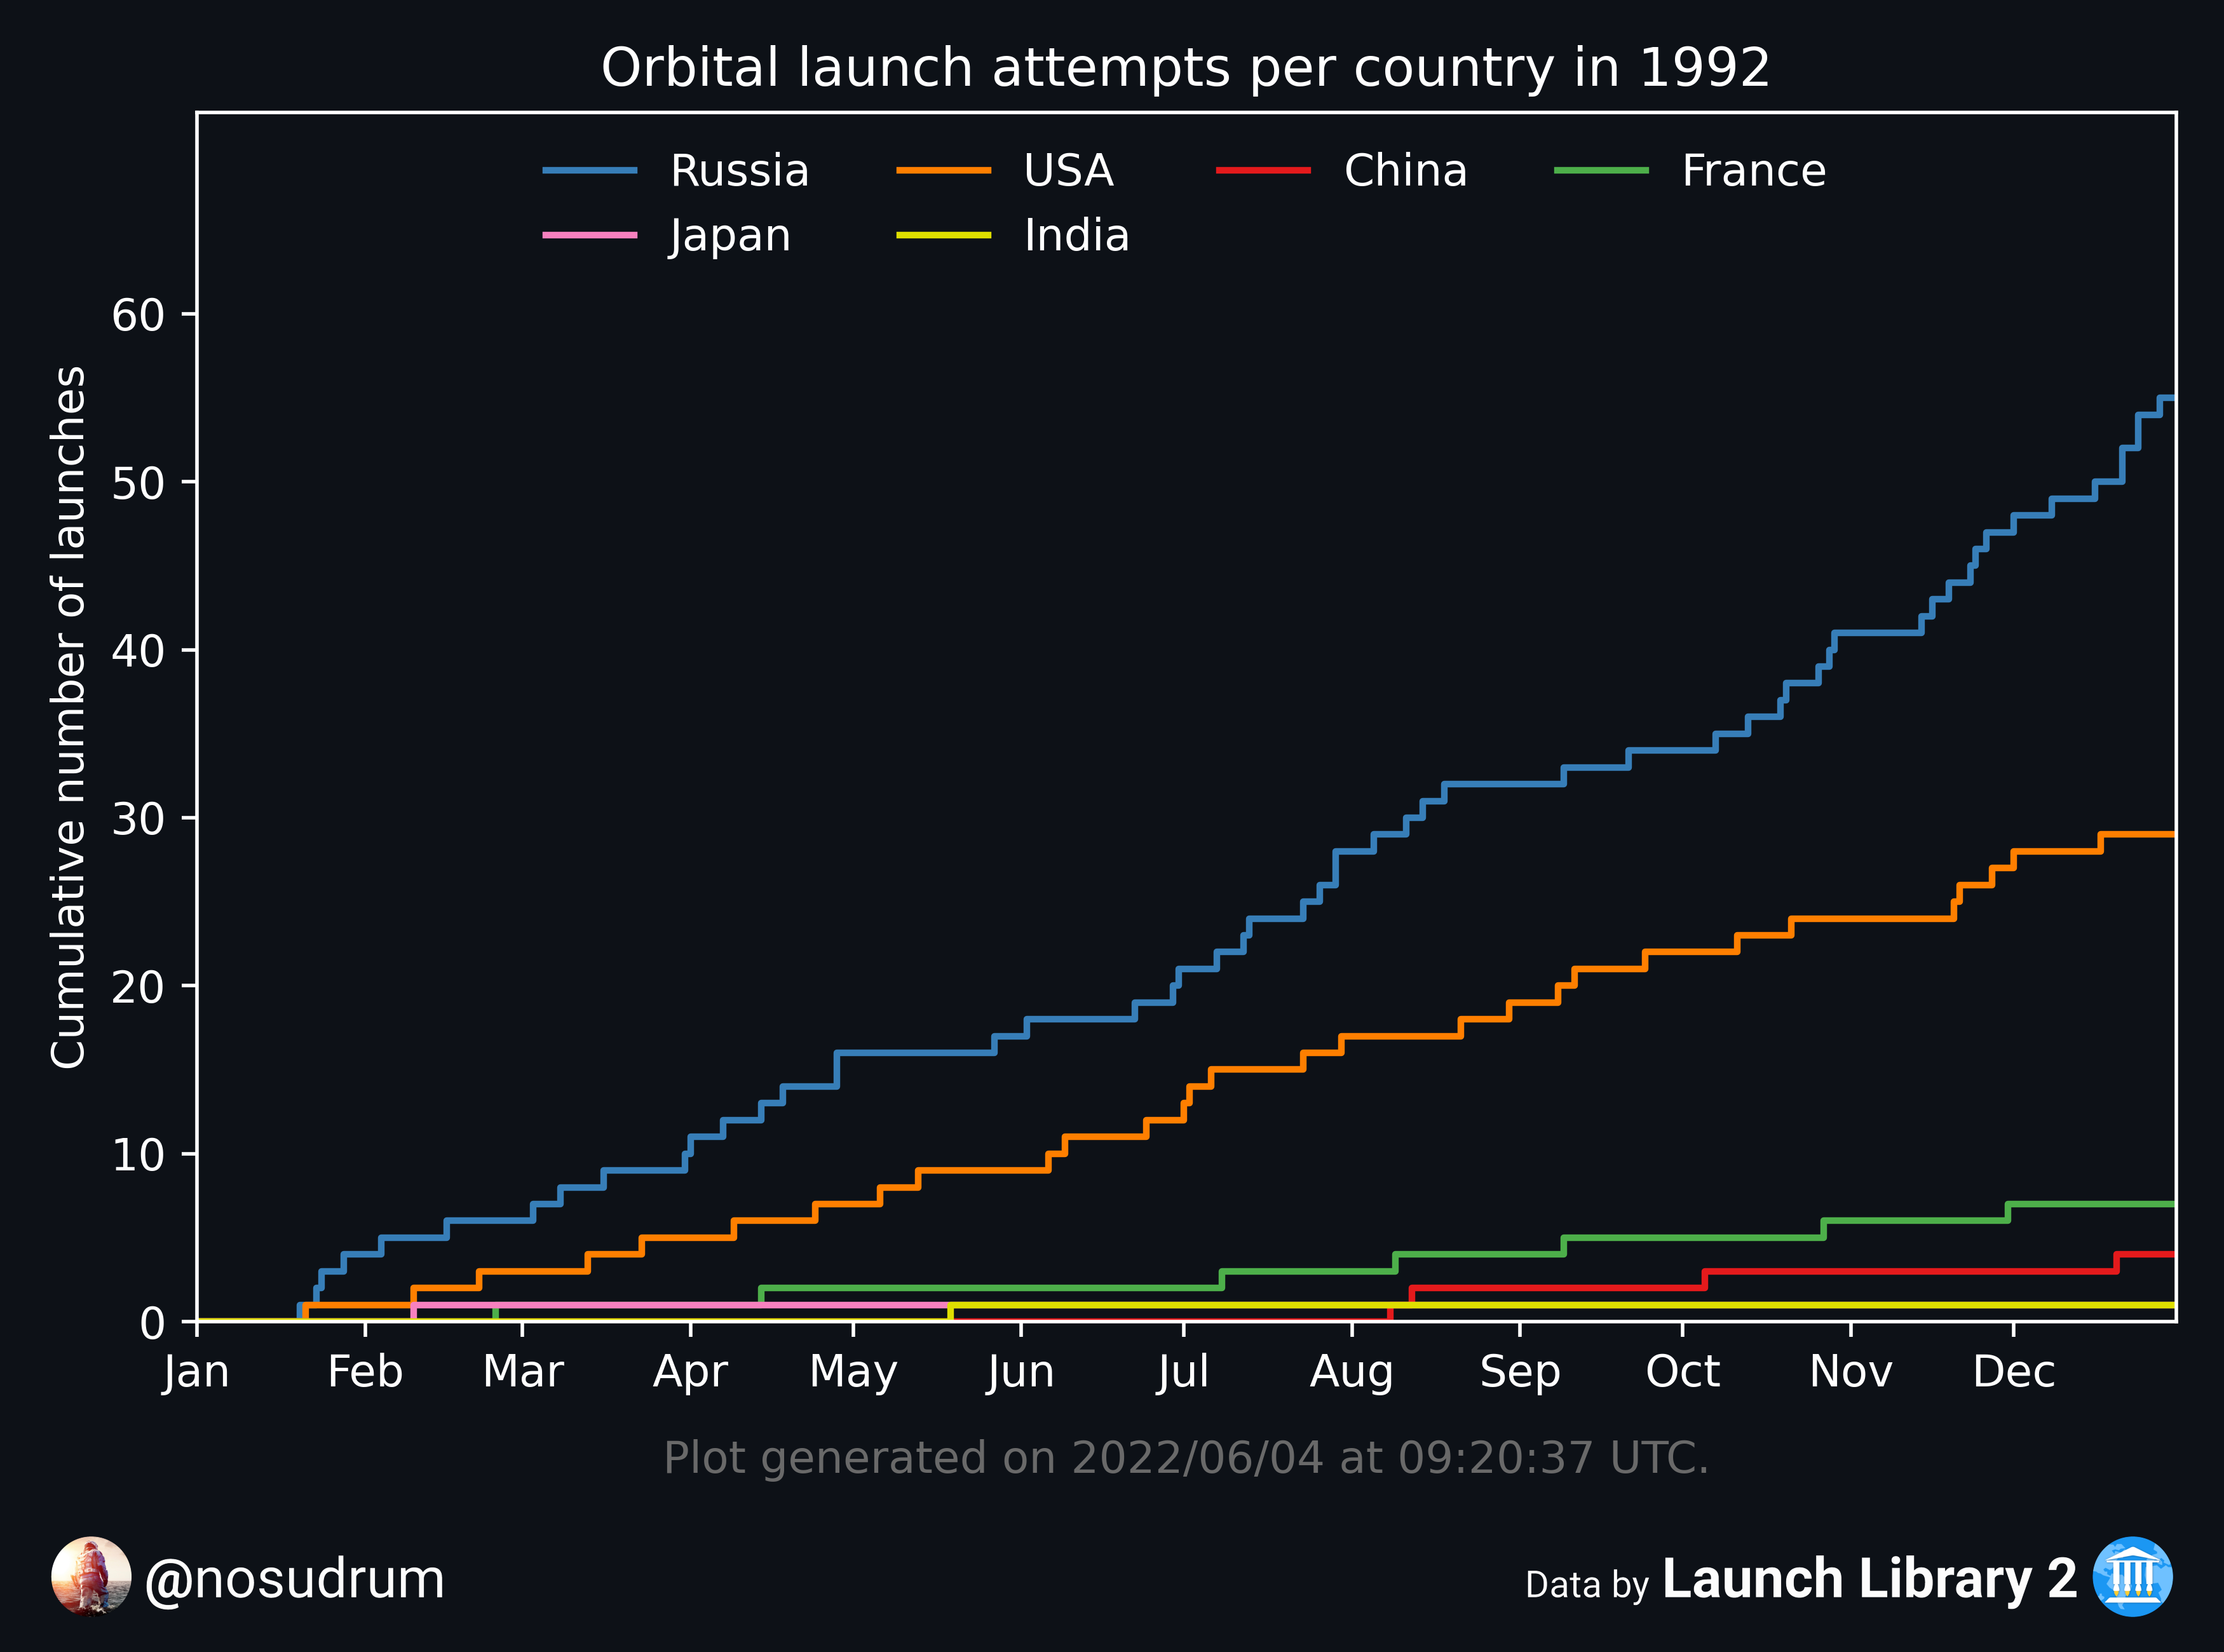 Orbital launch attempts per country in 1992
Russia USA China France
Japan India
Cumulative number of launches
60
50
40
30
20
10
0
Jan Feb Mar Apr May Jun Jul Aug Sep Oct Nov Dec
Plot generated on 2022/06/04 at 09:20:37 UTC.
@nosudrum
Data by Launch Library 2